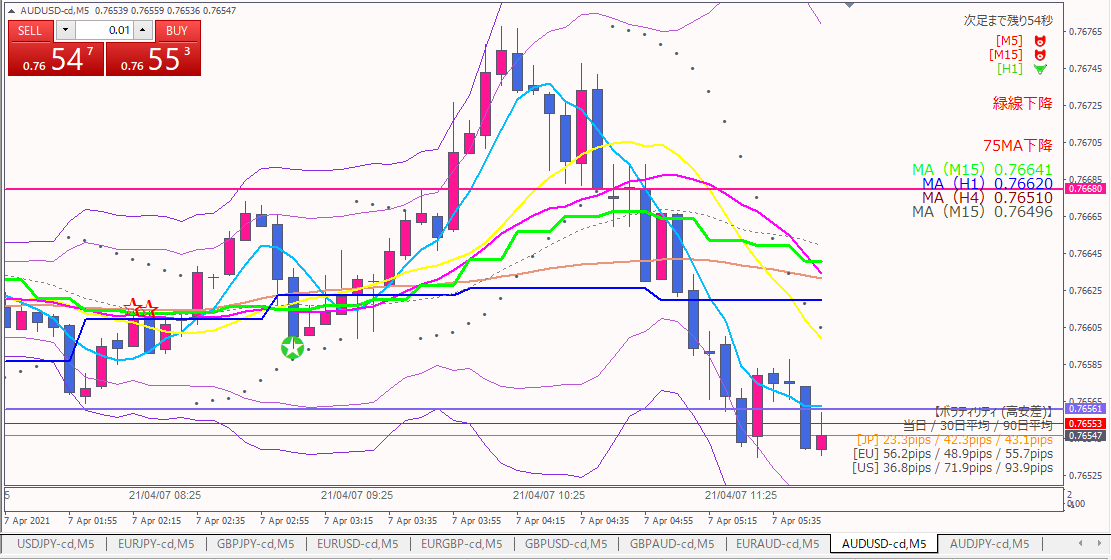 AUDUSD-cd,M5 0.76539 0.76559 0.76536 0.76547
SELL
0.01
BUY
0.76 54 7
0.76 55 3
次足まで残り54秒
[M5]
[M15]
[H1]
緑線下降
75MA下降
MA (M15) 0.76641
MA (H1) 0.76620
MA (H4) 0.76510
MA (M15) 0.76496
【ボラティリティ(高安差)】
当日 / 30日平均 / 90日平均
[JP] 23.3pips / 42.3pips / 43.1pips
[EU] 56.2pips / 48.9pips / 55.7pips
[US] 36.8pips / 71.9pips / 93.9pips
0.76765
0.76745
0.76725
0.76705
0.76685
0.76680
0.76665
0.76645
0.76625
0.76605
0.76585
0.76565
0.76561
0.76553
0.76547
0.76525
5
21/04/07 08:25
21/04/07 09:25
21/04/07 10:25
21/04/07 11:25
2
0.00
7 Apr 2021
7 Apr 01:55
7 Apr 02:15
7 Apr 02:35
7 Apr 02:55
7 Apr 03:15
7 Apr 03:35
7 Apr 03:55
7 Apr 04:15
7 Apr 04:35
7 Apr 04:55
7 Apr 05:15
7 Apr 05:35
USDJPY-cd,M5
EURJPY-cd,M5
GBPJPY-cd,M5
EURUSD-cd,M5
EURGBP-cd,M5
GBPUSD-cd,M5
GBPAUD-cd,M5
EURAUD-cd,M5
AUDUSD-cd,M5
AUDJPY-cd,M5